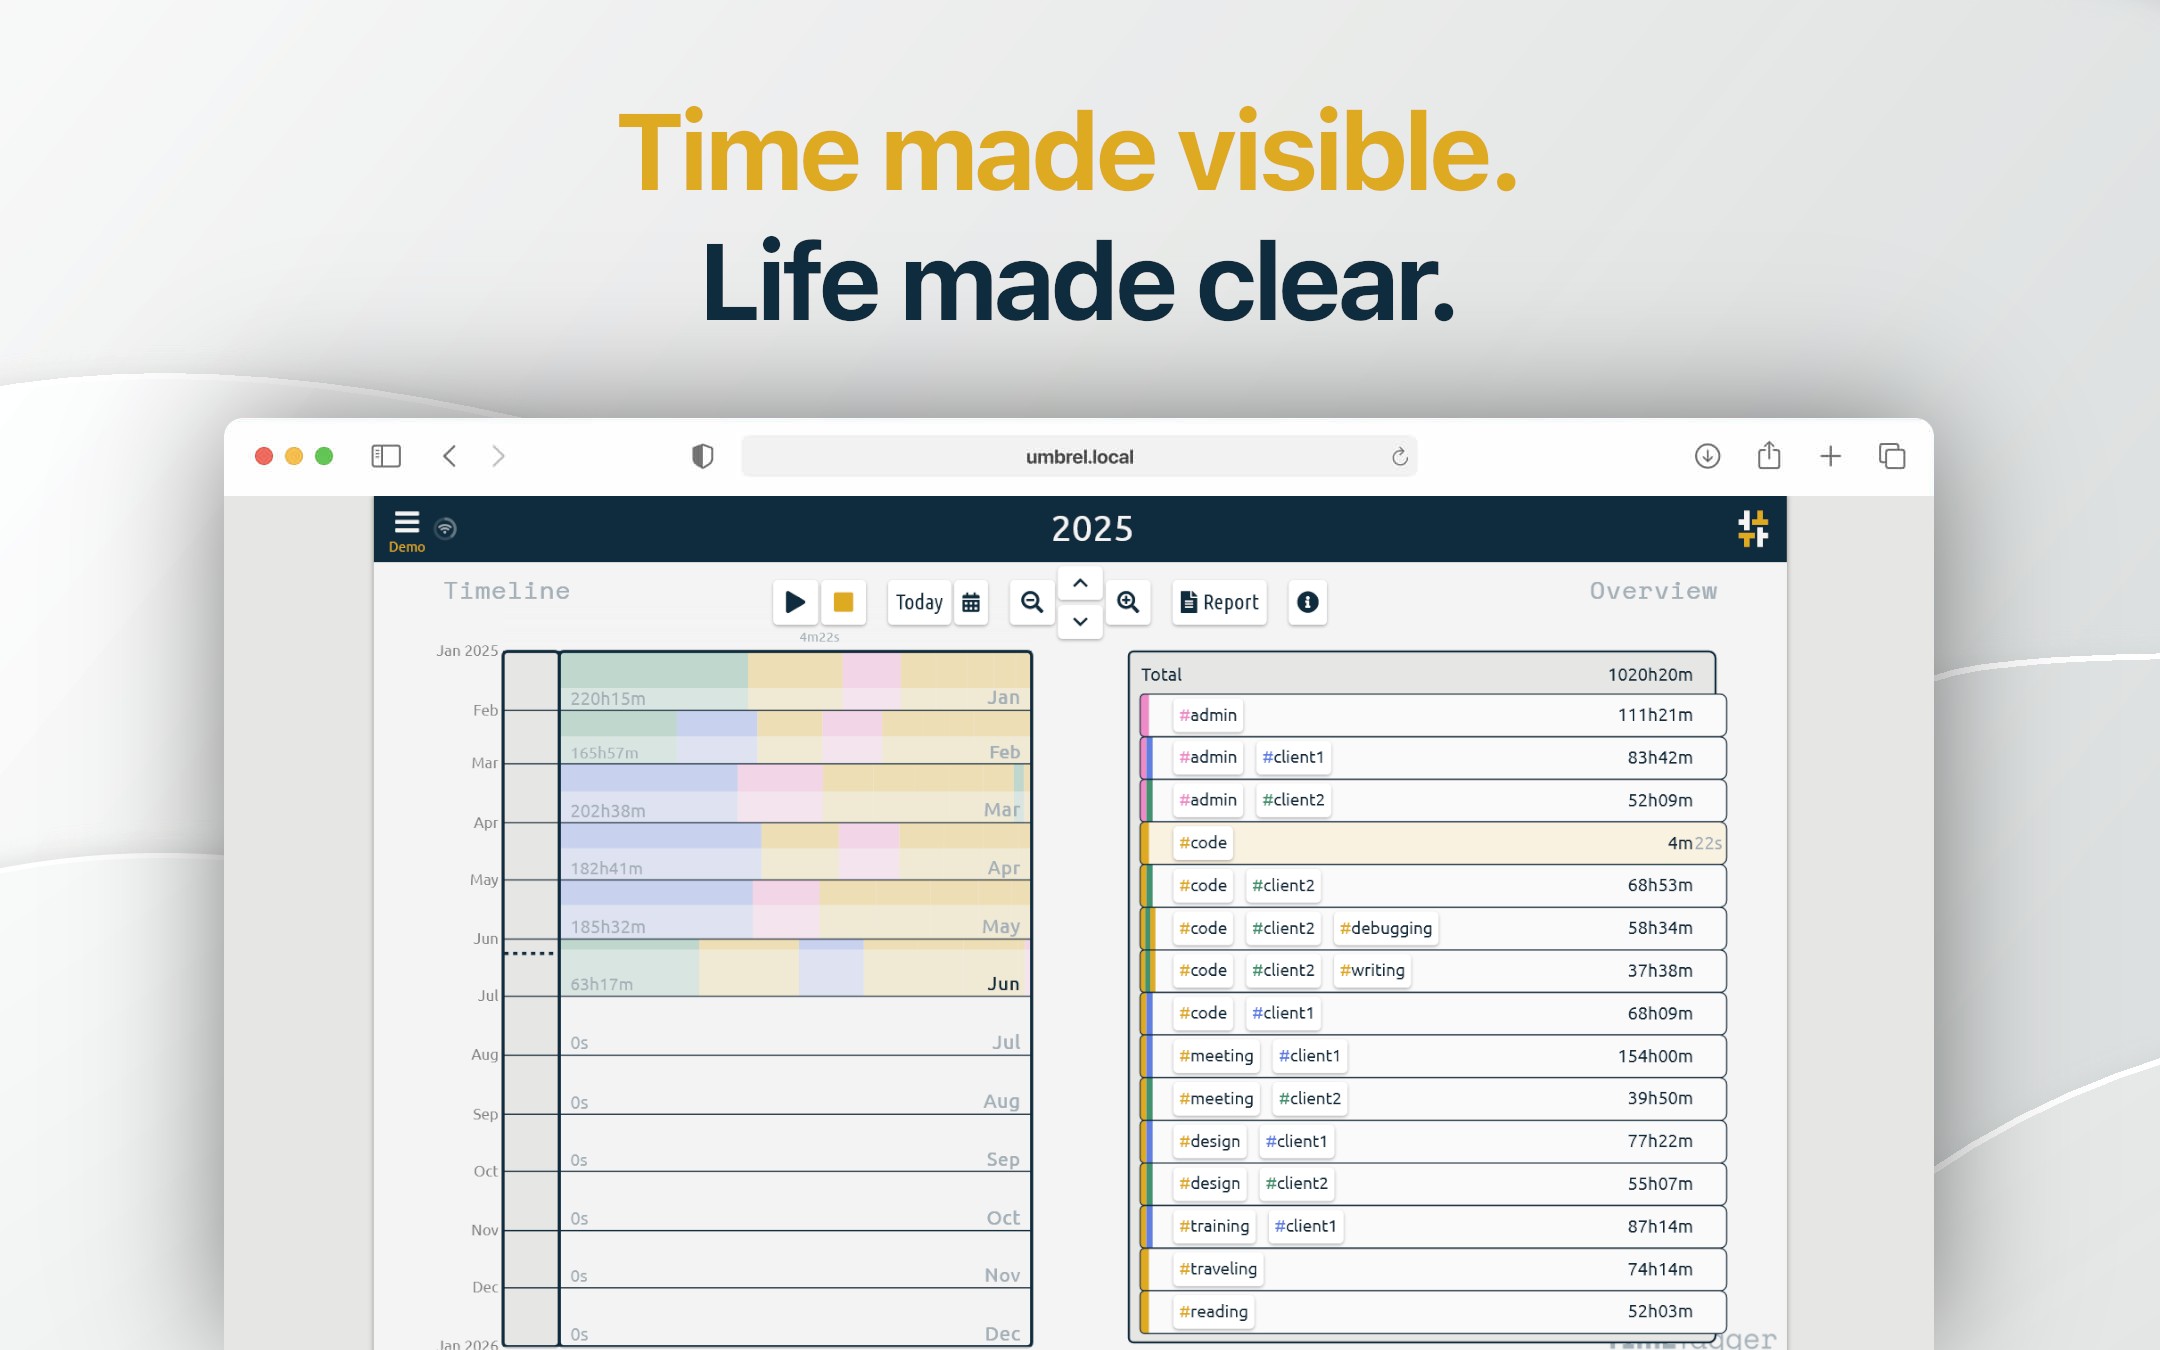 Time made visible.
Life made clear.
umbrel.local
Demo
2025
Timeline
Today
Report
Overview
4m22s
Jan 2025
220h15m Jan
Feb
165h57m Feb
Mar
202h38m Mar
Apr
182h41m Apr
May
185h32m May
Jun
63h17m Jun
Jul
0s Jul
Aug
0s Aug
Sep
0s Sep
Oct
0s Oct
Nov
0s Nov
Dec
0s Dec
Jan 2026
Total 1020h20m
#admin 111h21m
#admin #client1 83h42m
#admin #client2 52h09m
#code 4m22s
#code #client2 68h53m
#code #client2 #debugging 58h34m
#code #client2 #writing 37h38m
#code #client1 68h09m
#meeting #client1 154h00m
#meeting #client2 39h50m
#design #client1 77h22m
#design #client2 55h07m
#training #client1 87h14m
#traveling 74h14m
#reading 52h03m